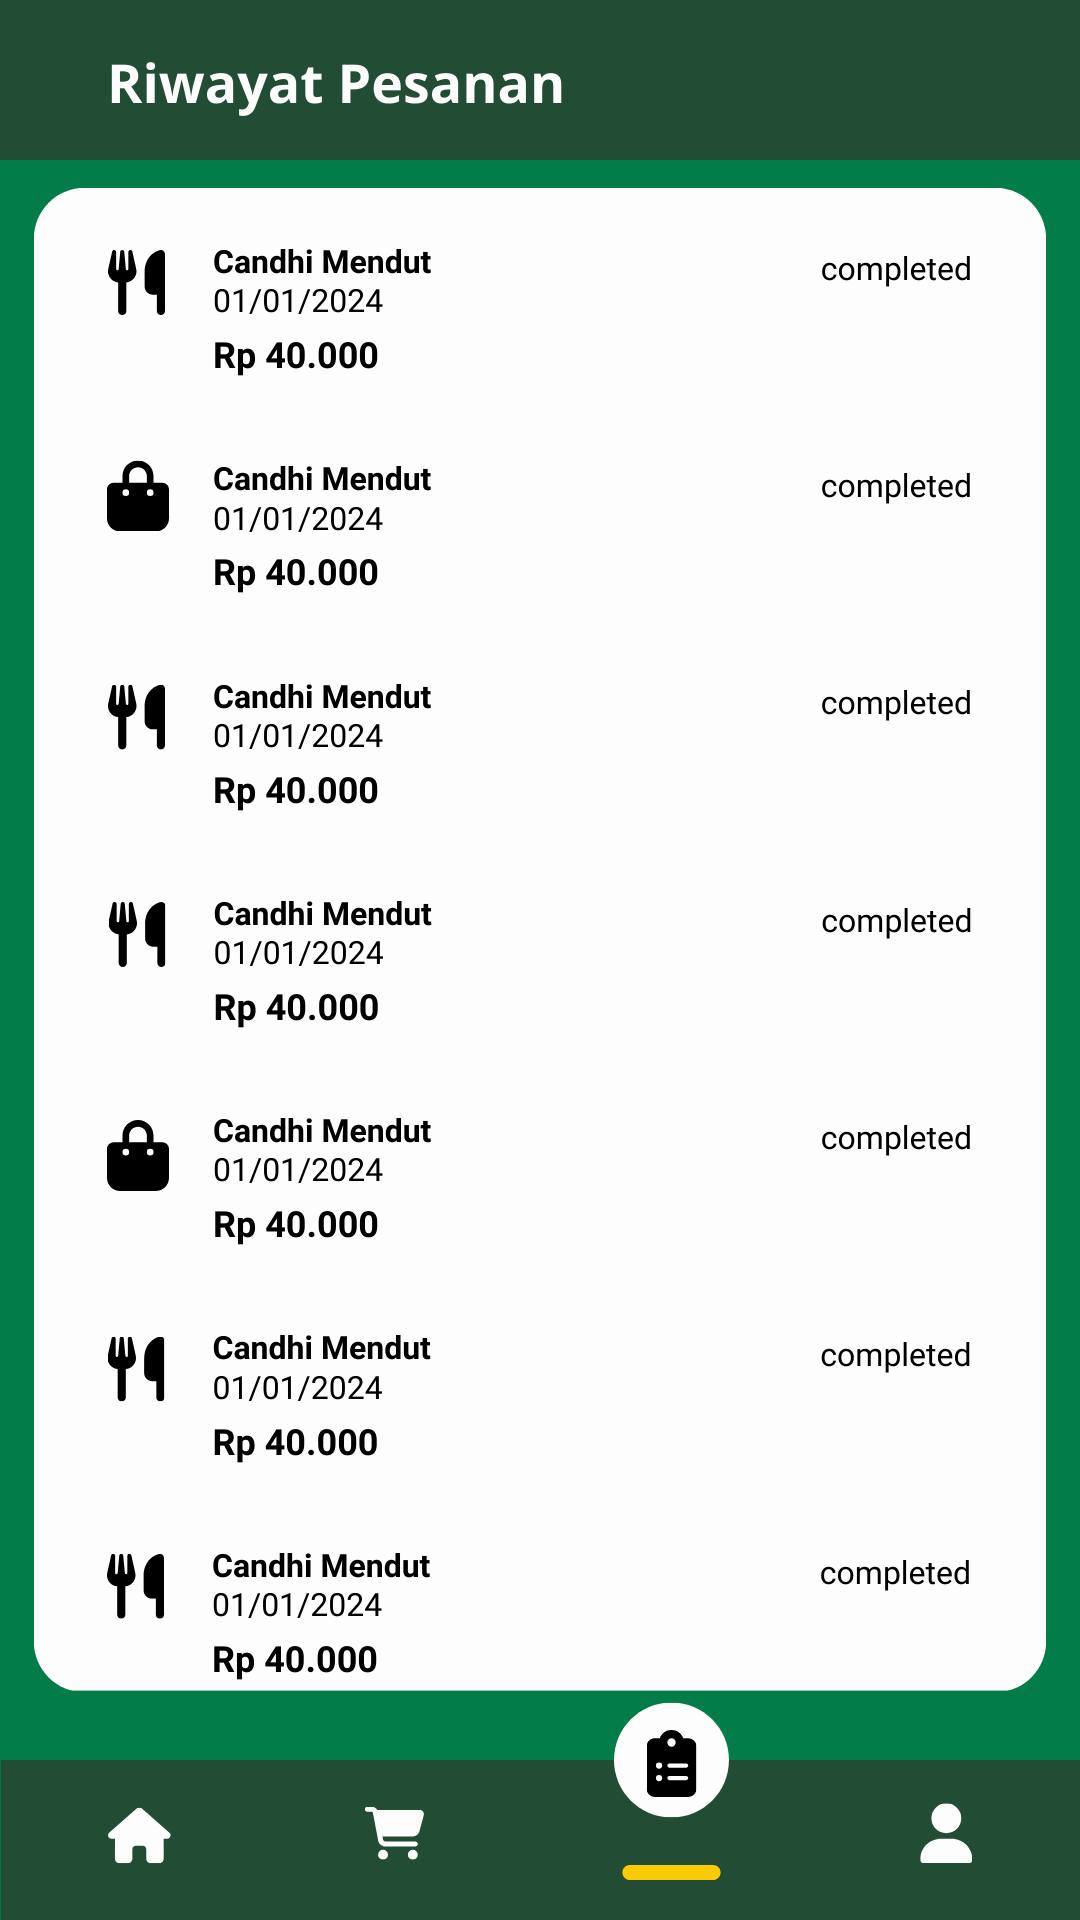 Riwayat Pesanan
Candhi Mendut
completed
01/01/2024
Rp 40.000
Candhi Mendut
completed
01/01/2024
Rp 40.000
Candhi Mendut
completed
01/01/2024
Rp 40.000
Candhi Mendut
completed
01/01/2024
Rp 40.000
Candhi Mendut
completed
01/01/2024
Rp 40.000
Candhi Mendut
completed
01/01/2024
Rp 40.000
Candhi Mendut
completed
01/01/2024
Rp 40.000